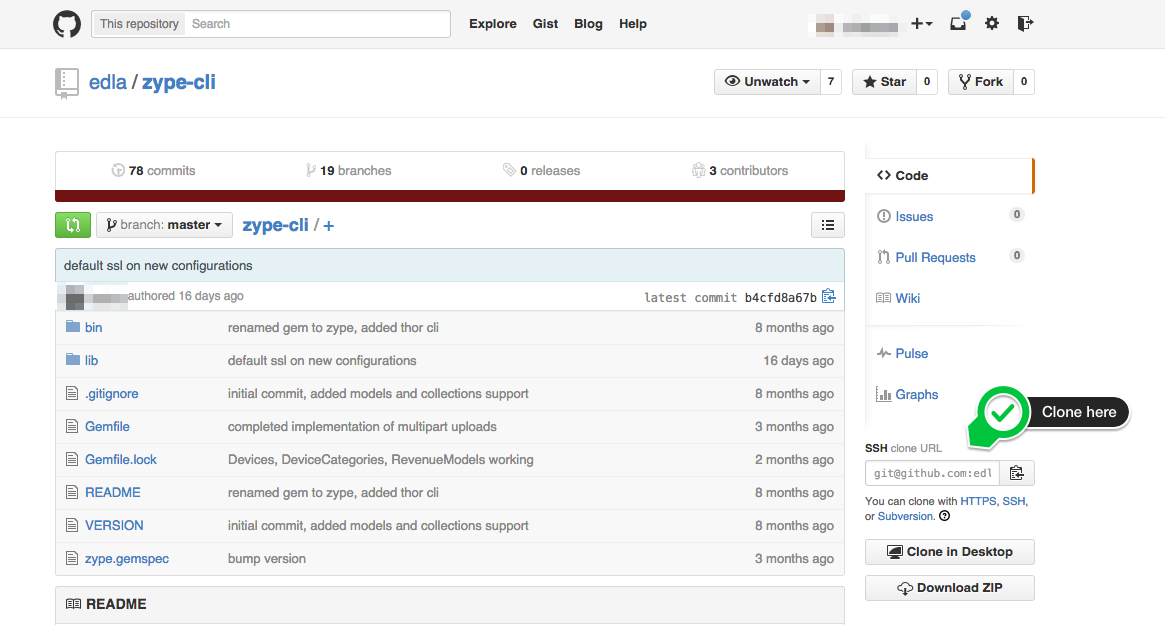 This repository Search Explore Gist Blog Help
edla / zype-cli Unwatch 7 Star 0 Fork 0
78 commits 19 branches 0 releases 3 contributors
branch: master zype-cli / +
default ssl on new configurations
authored 16 days ago latest commit b4cfd8a67b
bin renamed gem to zype, added thor cli 8 months ago
lib default ssl on new configurations 16 days ago
.gitignore initial commit, added models and collections support 8 months ago
Gemfile completed implementation of multipart uploads 3 months ago
Gemfile.lock Devices, DeviceCategories, RevenueModels working 2 months ago
README renamed gem to zype, added thor cli 8 months ago
VERSION initial commit, added models and collections support 8 months ago
zype.gemspec bump version 3 months ago
README
Code
Issues 0
Pull Requests 0
Wiki
Pulse
Graphs
Clone here
SSH clone URL
git@github.com:edl
You can clone with HTTPS, SSH,
or Subversion.
Clone in Desktop
Download ZIP